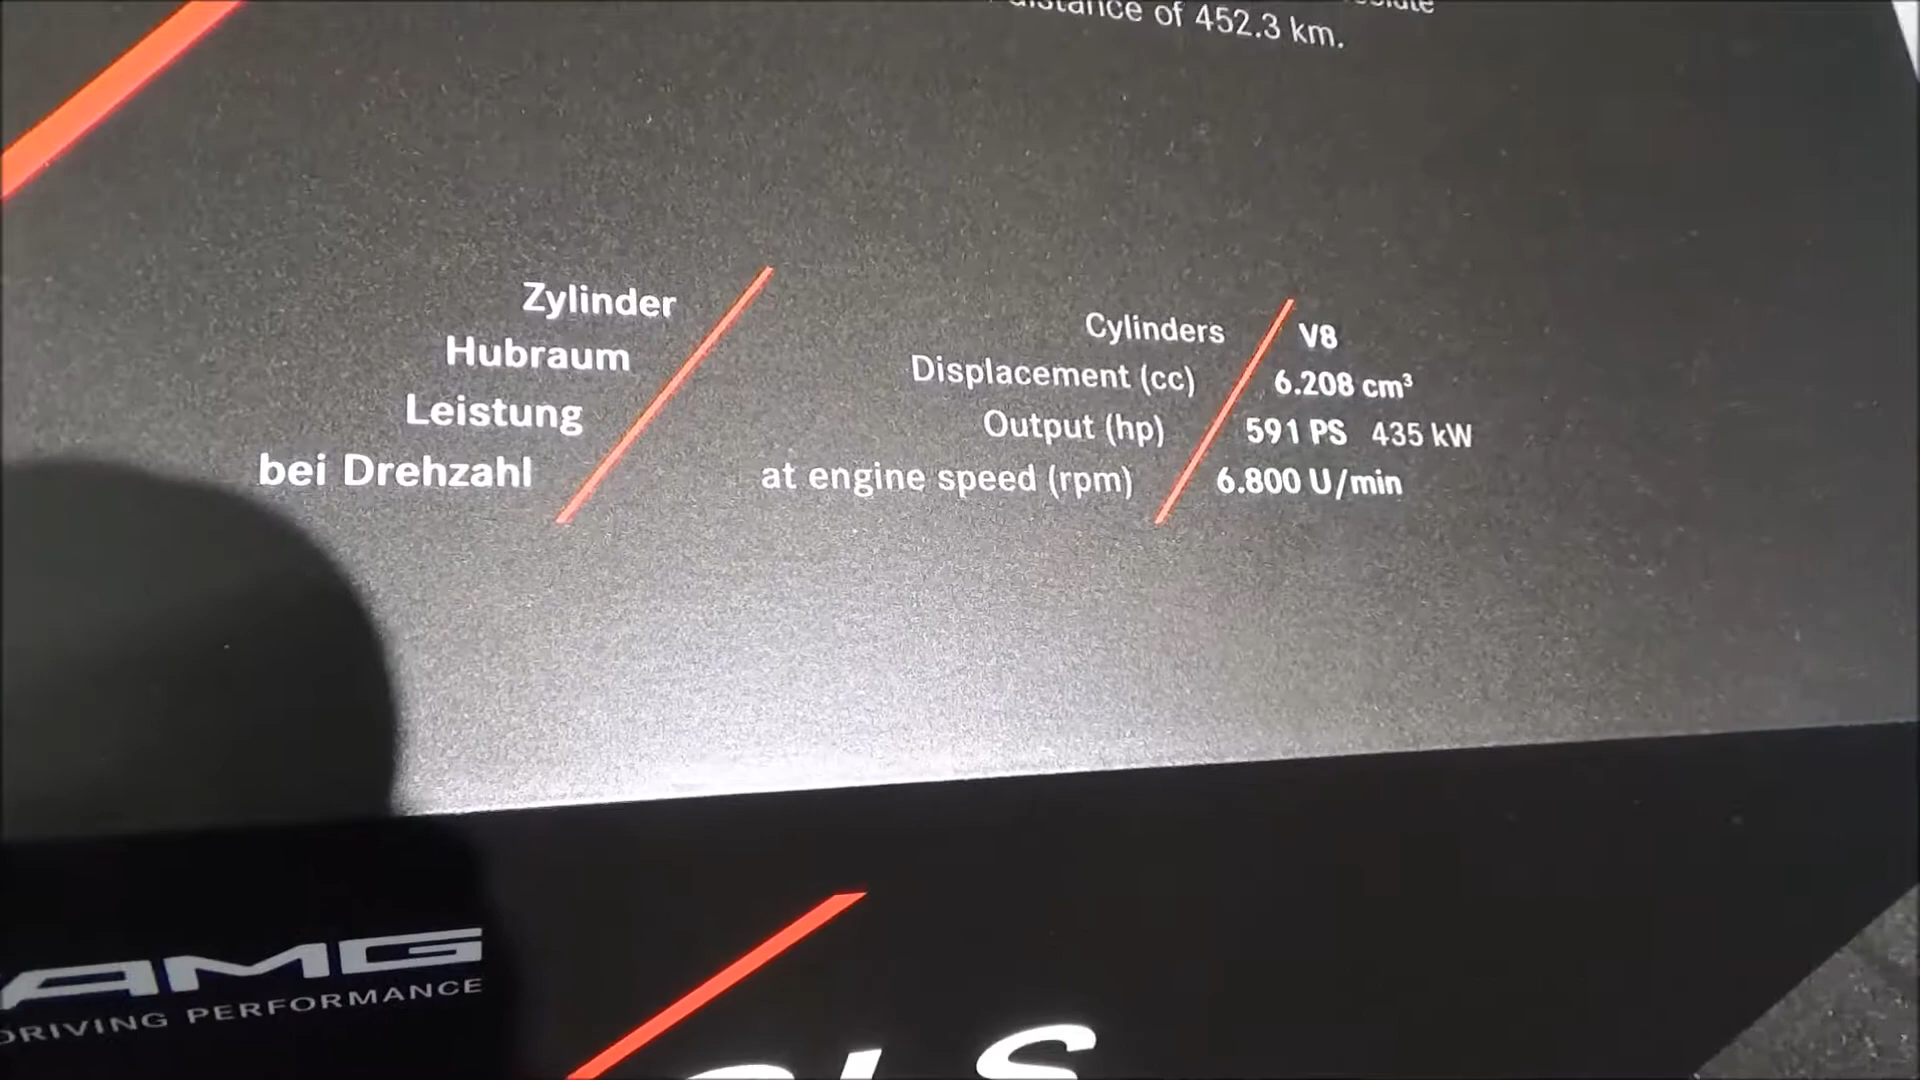 distance of 452.3 km.
Zylinder
Hubraum
Leistung
bei Drehzahl
Cylinders V8
Displacement (cc) 6.208 cm³
Output (hp) 591 PS 435 kW
at engine speed (rpm) 6.800 U/min
AMG
DRIVING PERFORMANCE
SLS